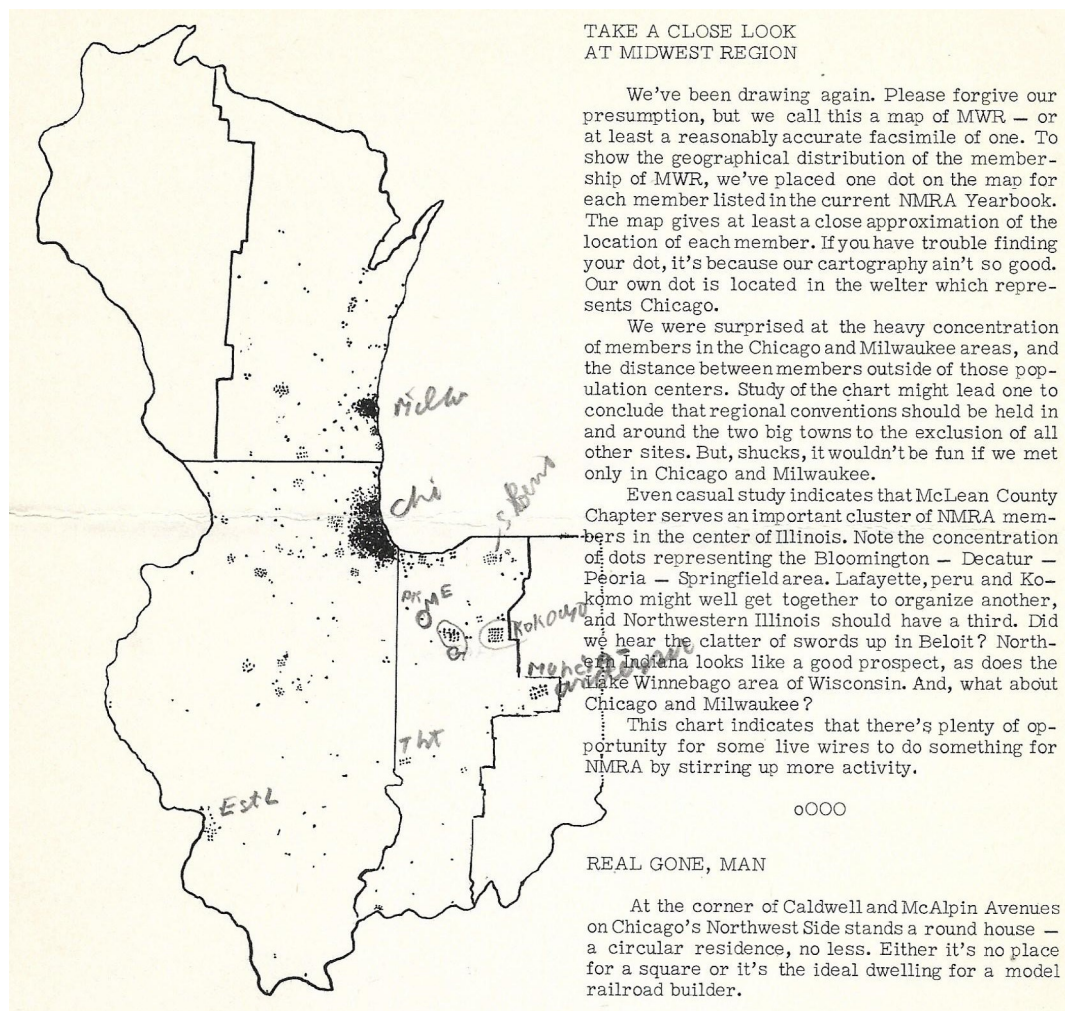 TAKE A CLOSE LOOK
AT MIDWEST REGION
We've been drawing again. Please forgive our
presumption, but we call this a map of MWR — or
at least a reasonably accurate facsimile of one. To
show the geographical distribution of the member-
ship of MWR, we've placed one dot on the map for
each member listed in the current NMRA Yearbook.
The map gives at least a close approximation of the
location of each member. If you have trouble finding
your dot, it's because our cartography ain't so good.
Our own dot is located in the welter which repre-
sents Chicago.
We were surprised at the heavy concentration
of members in the Chicago and Milwaukee areas, and
the distance between members outside of those pop-
ulation centers. Study of the chart might lead one to
conclude that regional conventions should be held in
and around the two big towns to the exclusion of all
other sites. But, shucks, it wouldn't be fun if we met
only in Chicago and Milwaukee.
Even casual study indicates that McLean County
Chapter serves an important cluster of NMRA mem-
bers in the center of Illinois. Note the concentration
of dots representing the Bloomington — Decatur —
Peoria — Springfield area. Lafayette, peru and Ko-
komo might well get together to organize another,
and Northwestern Illinois should have a third. Did
we hear the clatter of swords up in Beloit? North-
ern Indiana looks like a good prospect, as does the
Lake Winnebago area of Wisconsin. And, what about
Chicago and Milwaukee?
This chart indicates that there's plenty of op-
portunity for some live wires to do something for
NMRA by stirring up more activity.
oOOO
REAL GONE, MAN
At the corner of Caldwell and McAlpin Avenues
on Chicago's Northwest Side stands a round house —
a circular residence, no less. Either it's no place
for a square or it's the ideal dwelling for a model
railroad builder.
Chi
S Bend
KOKOMO
EstL